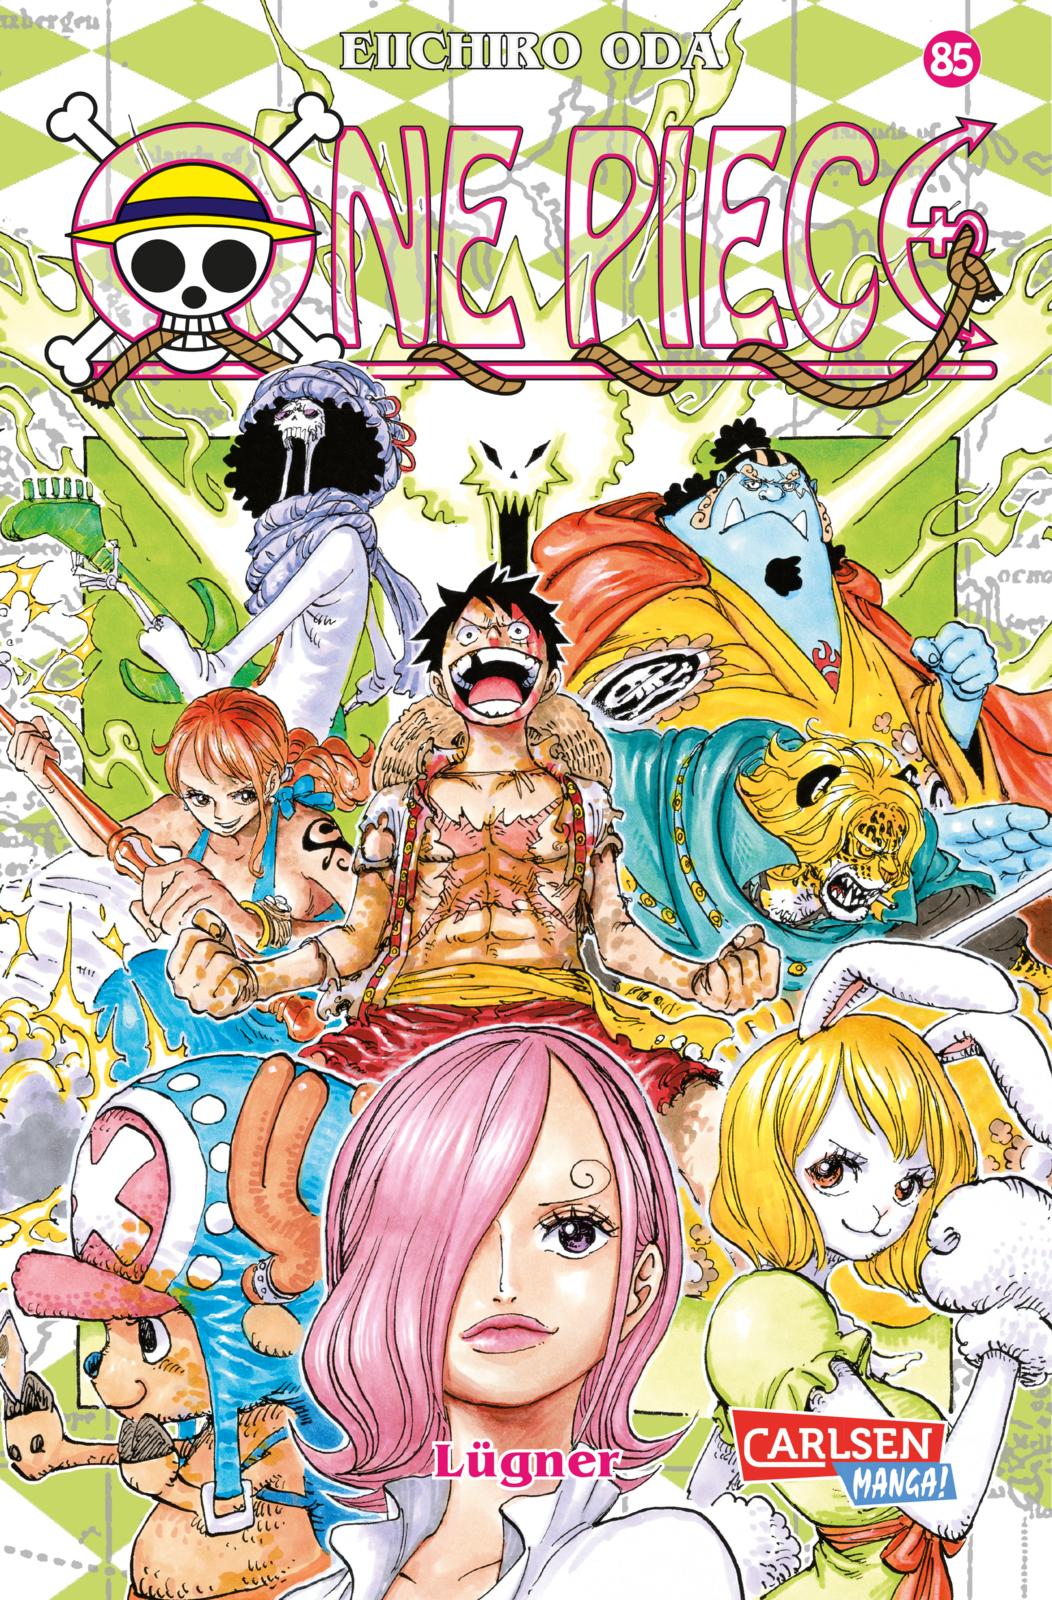 EIICHIRO ODA
85
ONE PIECE
Lügner
CARLSEN
MANGA!